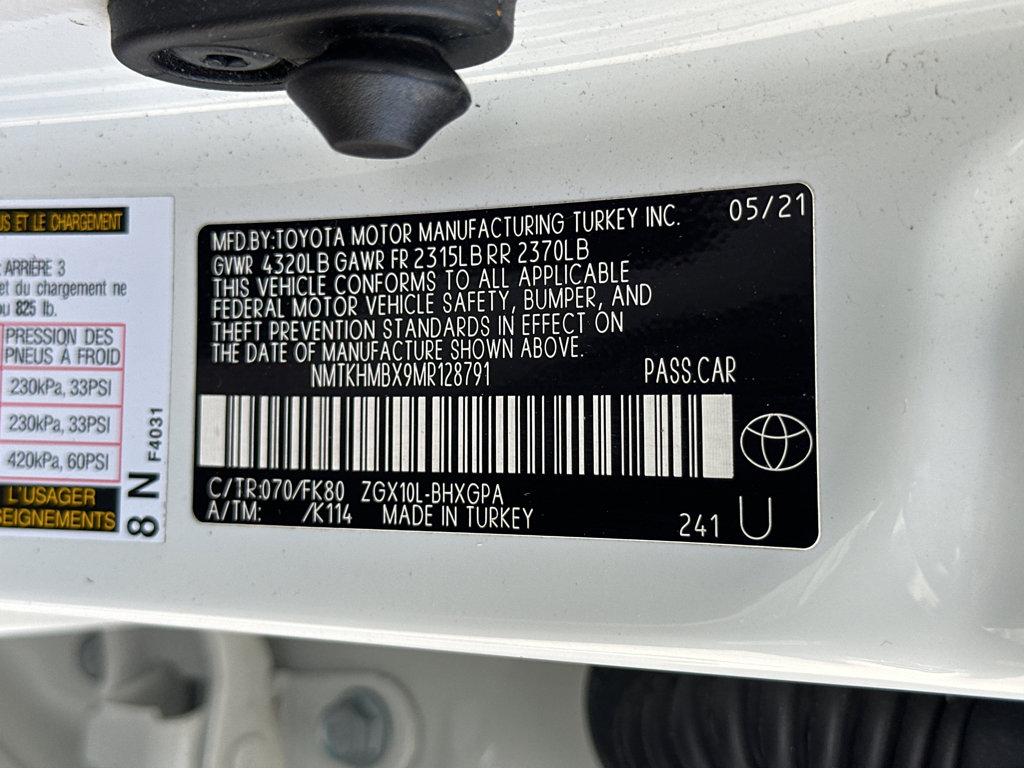 US ET LE CHARGEMENT
ARRIÈRE 3
et du chargement ne
ou 825 lb.
PRESSION DES
PNEUS À FROID
230kPa, 33PSI
230kPa, 33PSI
420kPa, 60PSI
L'USAGER
SEIGNEMENTS
8 N F4031
MFD.BY:TOYOTA MOTOR MANUFACTURING TURKEY INC. 05/21
GVWR 4320LB GAWR FR 2315LB RR 2370LB
THIS VEHICLE CONFORMS TO ALL APPLICABLE
FEDERAL MOTOR VEHICLE SAFETY, BUMPER, AND
THEFT PREVENTION STANDARDS IN EFFECT ON
THE DATE OF MANUFACTURE SHOWN ABOVE.
NMTKHMBX9MR128791 PASS.CAR
C/TR:070/FK80 ZGX10L-BHXGPA
A/TM: /K114 MADE IN TURKEY
241 U